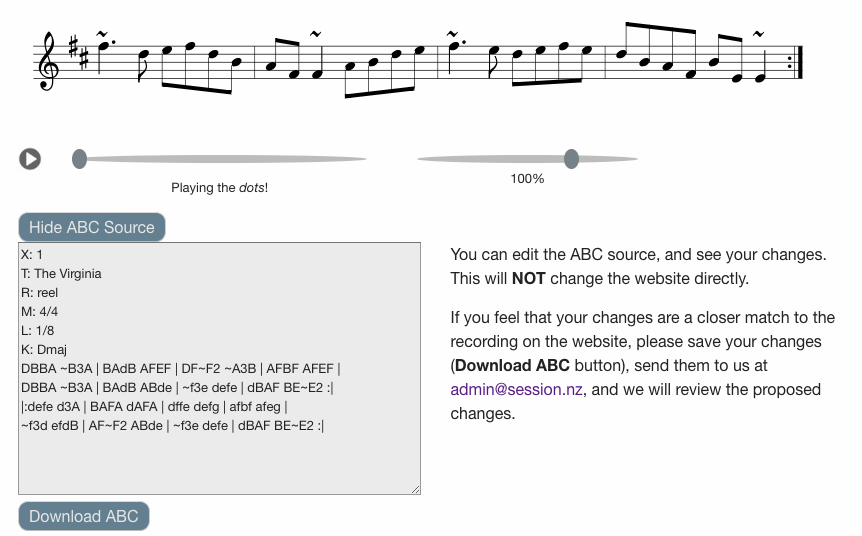 Playing the dots!
100%
Hide ABC Source
X: 1
T: The Virginia
R: reel
M: 4/4
L: 1/8
K: Dmaj
DBBA ~B3A | BAdB AFEF | DF~F2 ~A3B | AFBF AFEF |
DBBA ~B3A | BAdB ABde | ~f3e defe | dBAF BE~E2 :|
|:defe d3A | BAFA dAFA | dffe defg | afbf afeg |
~f3d efdB | AF~F2 ABde | ~f3e defe | dBAF BE~E2 :|
You can edit the ABC source, and see your changes.
This will NOT change the website directly.
If you feel that your changes are a closer match to the
recording on the website, please save your changes
(Download ABC button), send them to us at
admin@session.nz, and we will review the proposed
changes.
Download ABC